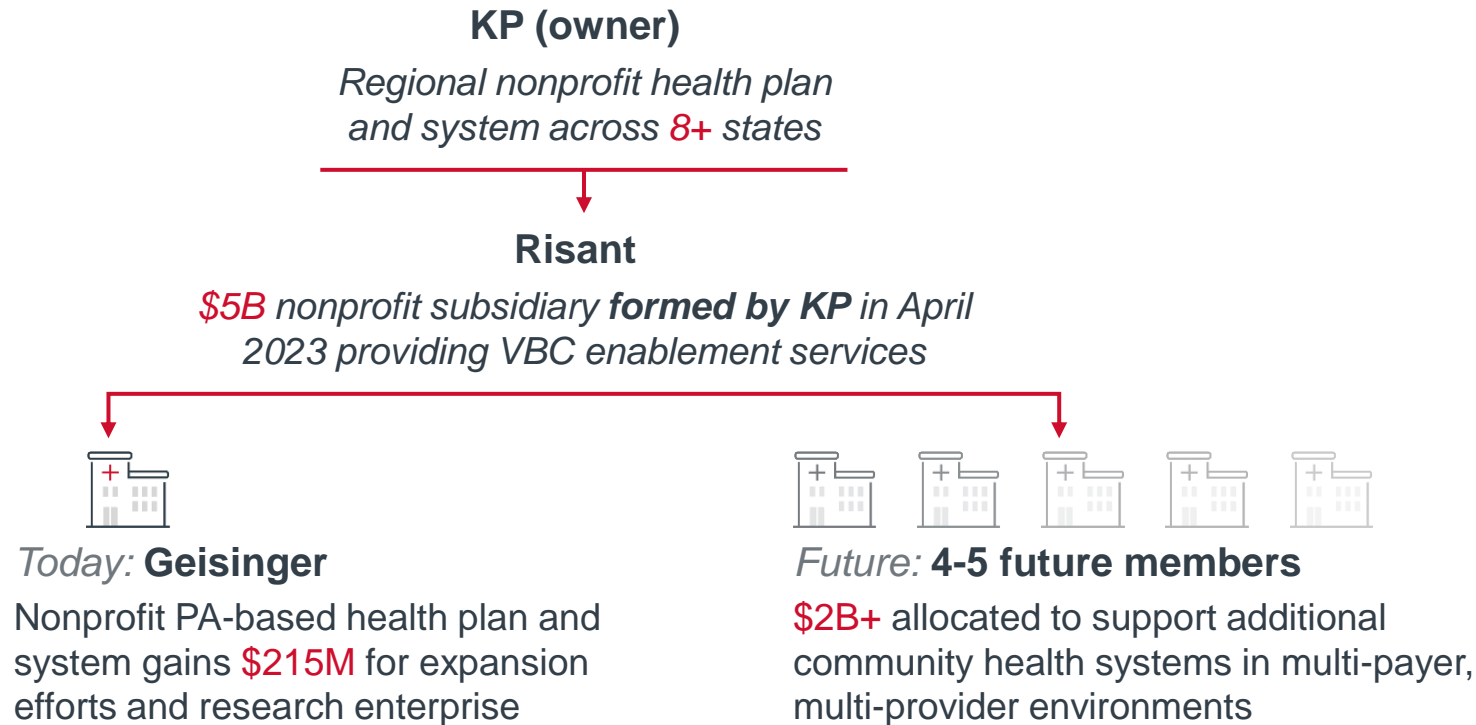 KP (owner)
Regional nonprofit health plan
and system across 8+ states
Risant
$5B nonprofit subsidiary formed by KP in April
2023 providing VBC enablement services
Today: Geisinger
Nonprofit PA-based health plan and
system gains $215M for expansion
efforts and research enterprise
Future: 4-5 future members
$2B+ allocated to support additional
community health systems in multi-payer,
multi-provider environments